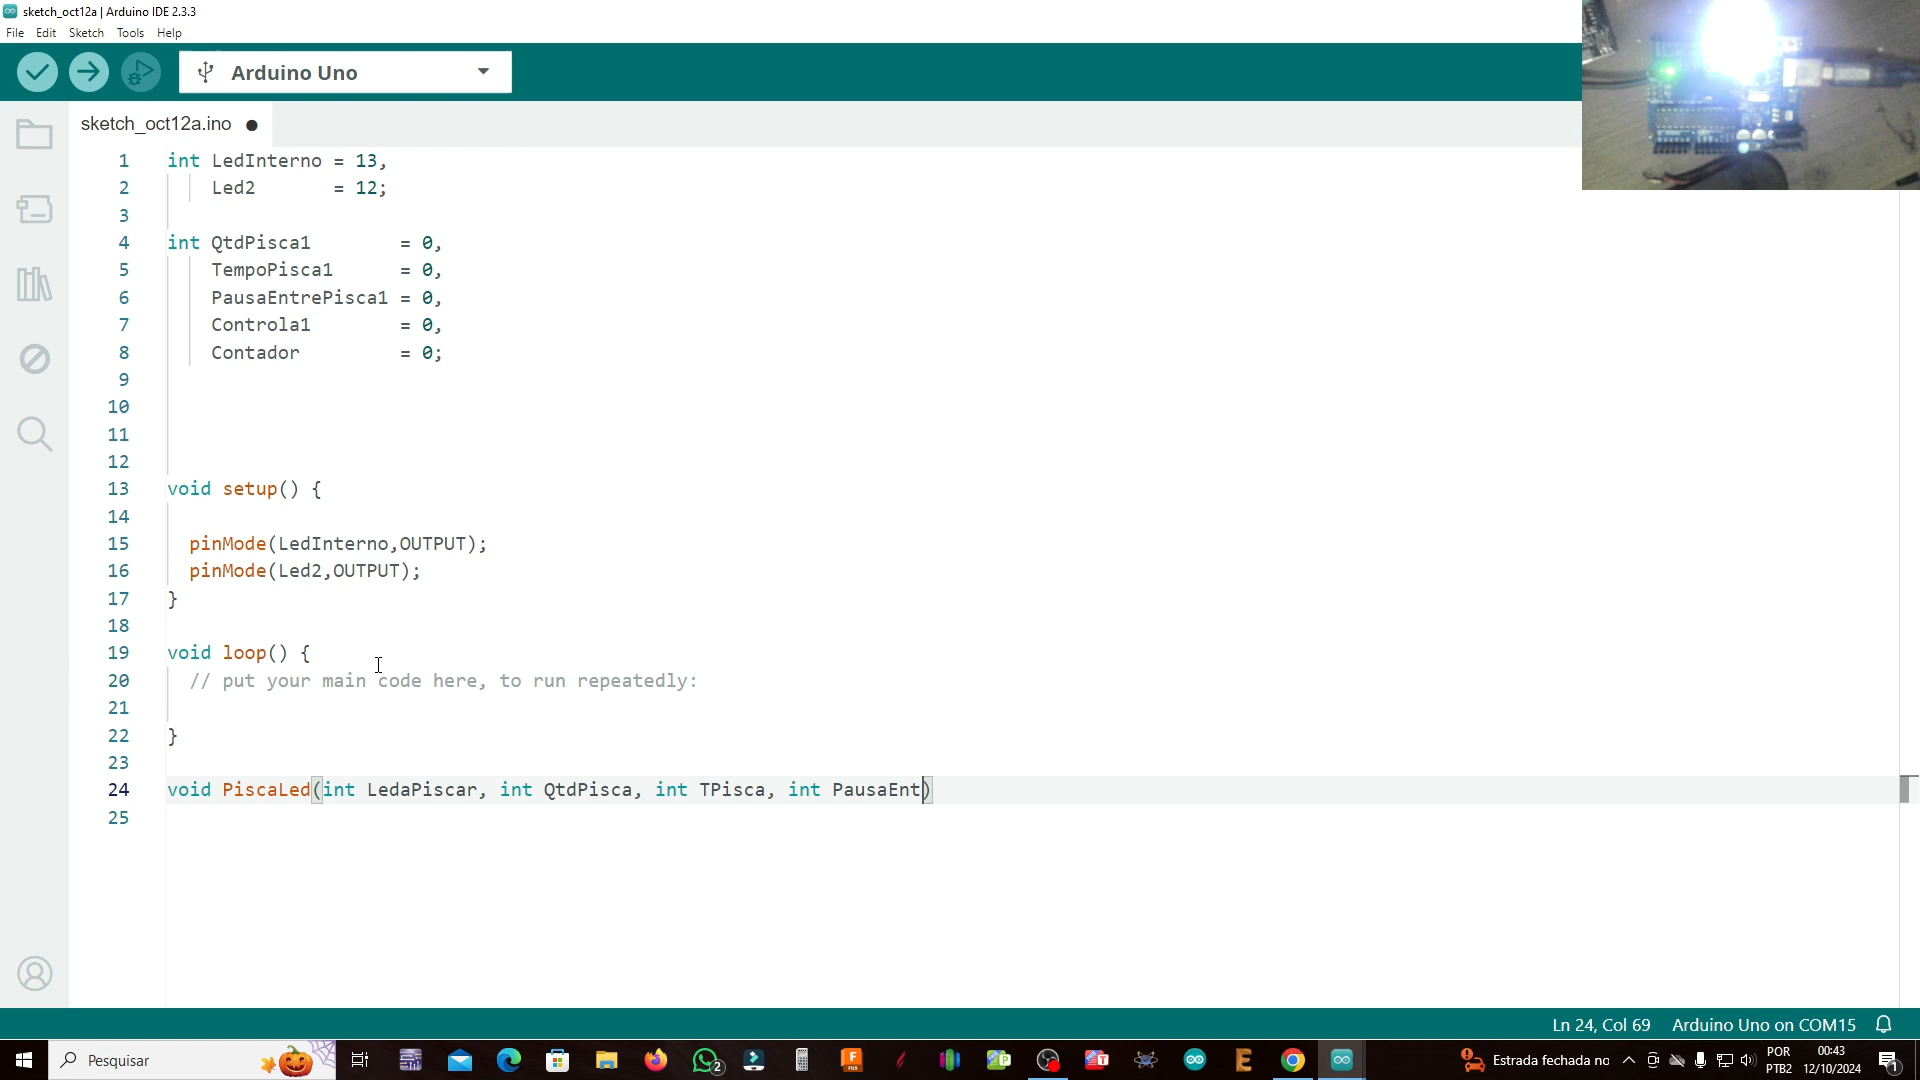 sketch_oct12a | Arduino IDE 2.3.3
File Edit Sketch Tools Help
Arduino Uno
sketch_oct12a.ino
1 int LedInterno = 13,
2 Led2 = 12;
3
4 int QtdPisca1 = 0,
5 TempoPisca1 = 0,
6 PausaEntrePisca1 = 0,
7 Controla1 = 0,
8 Contador = 0;
9
10
11
12
13 void setup() {
14
15 pinMode(LedInterno,OUTPUT);
16 pinMode(Led2,OUTPUT);
17 }
18
19 void loop() {
20 // put your main code here, to run repeatedly:
21
22 }
23
24 void PiscaLed(int LedaPiscar, int QtdPisca, int TPisca, int PausaEnt)
25
Ln 24, Col 69 Arduino Uno on COM15
Pesquisar
2
Estrada fechada no
POR
PTB2
00:43
12/10/2024
1